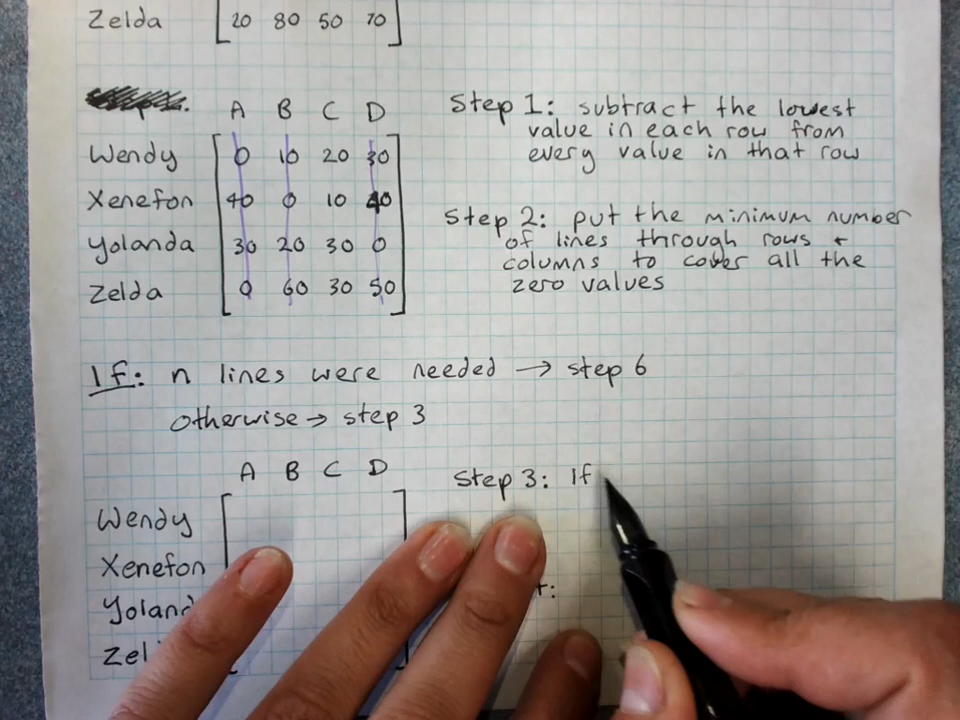 Zelda 20 80 50 70
A B C D
Wendy 0 10 20 30
Xenefon 40 0 10 40
Yolanda 30 20 30 0
Zelda 0 60 30 50
Step 1: subtract the lowest
value in each row from
every value in that row
Step 2: put the minimum number
of lines through rows +
columns to cover all the
zero values
If: n lines were needed → step 6
otherwise → step 3
A B C D
Wendy
Xenefon
Step 3: If